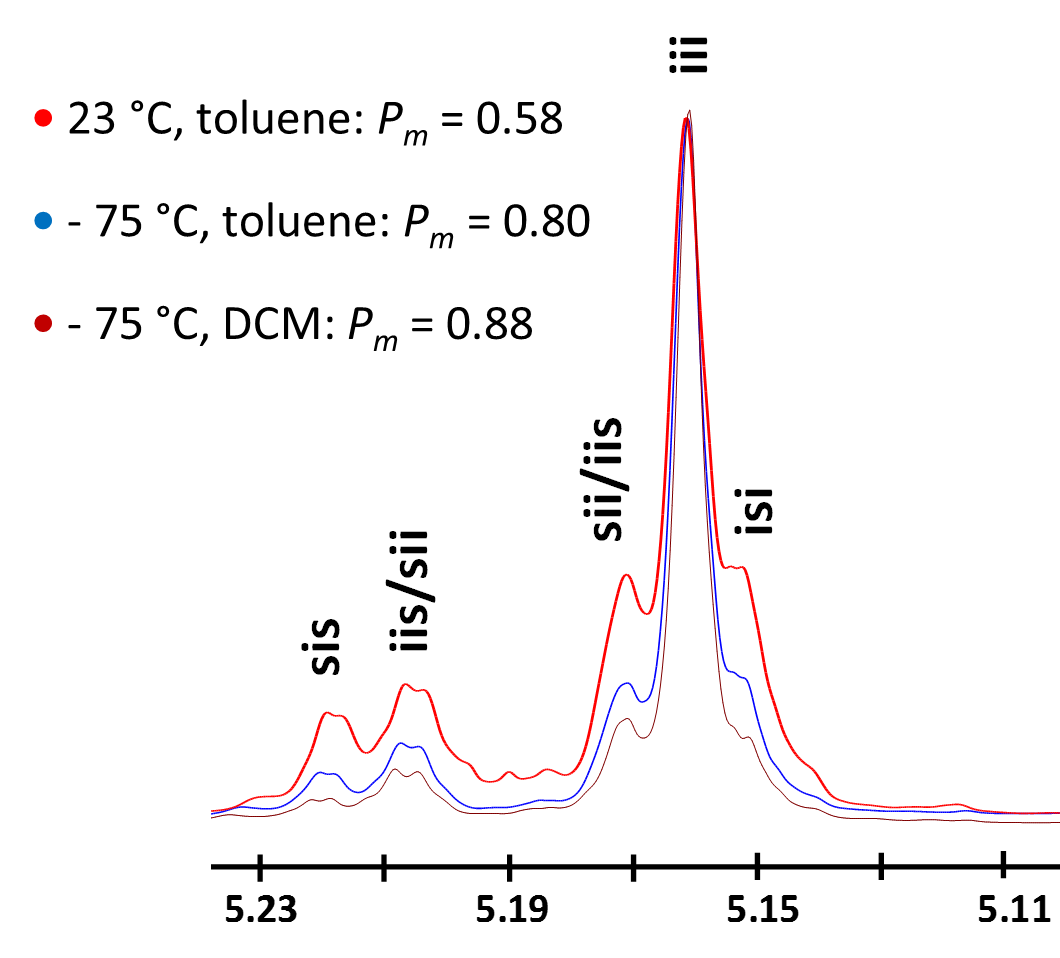 iii
23 °C, toluene: Pm = 0.58
- 75 °C, toluene: Pm = 0.80
- 75 °C, DCM: Pm = 0.88
sii/iis
isi
iis/sii
sis
5.23 5.19 5.15 5.11